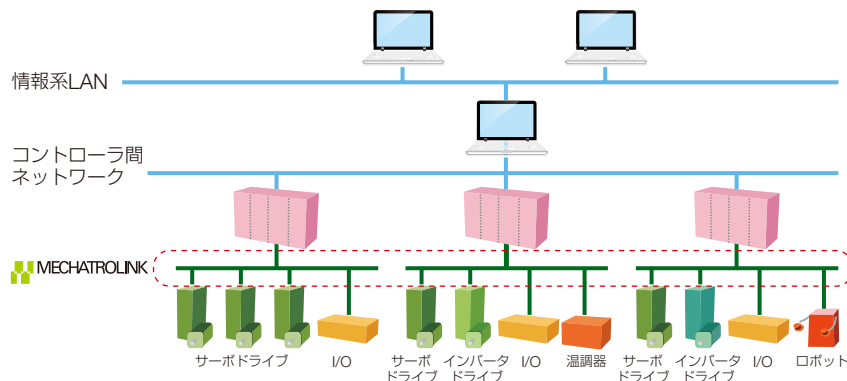 情報系LAN
コントローラ間
ネットワーク
MECHATROLINK
サーボドライブ
I/O
サーボ
ドライブ
インバータ
ドライブ
I/O
温調器
サーボ
ドライブ
インバータ
ドライブ
I/O
ロボット